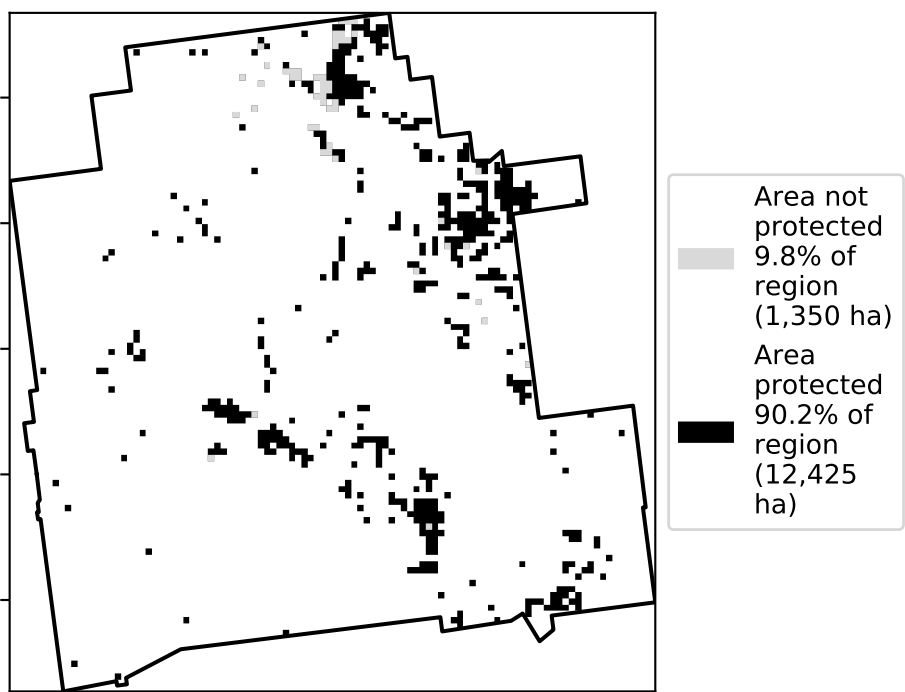 Area not
protected
9.8% of
region
(1,350 ha)
Area
protected
90.2% of
region
(12,425
ha)